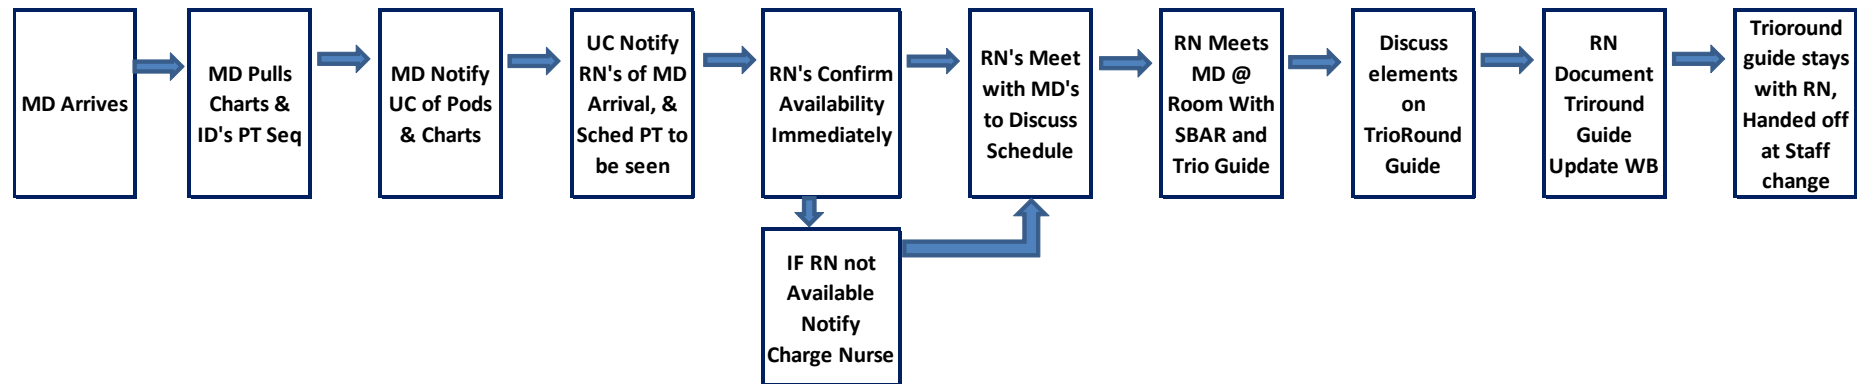 MD Arrives
MD Pulls
Charts &
ID's PT Seq
MD Notify
UC of Pods
& Charts
UC Notify
RN's of MD
Arrival, &
Sched PT to
be seen
RN's Confirm
Availability
Immediately
IF RN not
Available
Notify
Charge Nurse
RN's Meet
with MD's
to Discuss
Schedule
RN Meets
MD @
Room With
SBAR and
Trio Guide
Discuss
elements
on
TrioRound
Guide
RN
Document
Triround
Guide
Update WB
Trioround
guide stays
with RN,
Handed off
at Staff
change